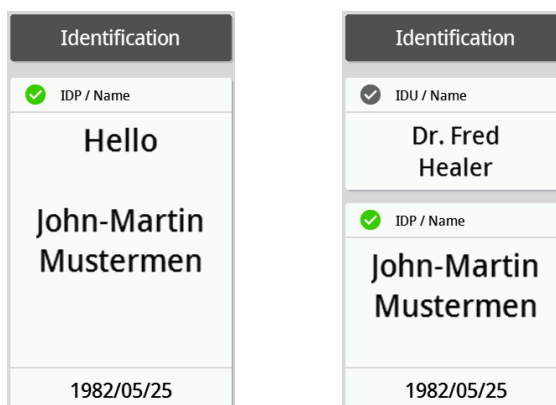 Identification
IDP / Name
Hello
John-Martin
Mustermen
1982/05/25
Identification
IDU / Name
Dr. Fred
Healer
IDP / Name
John-Martin
Mustermen
1982/05/25